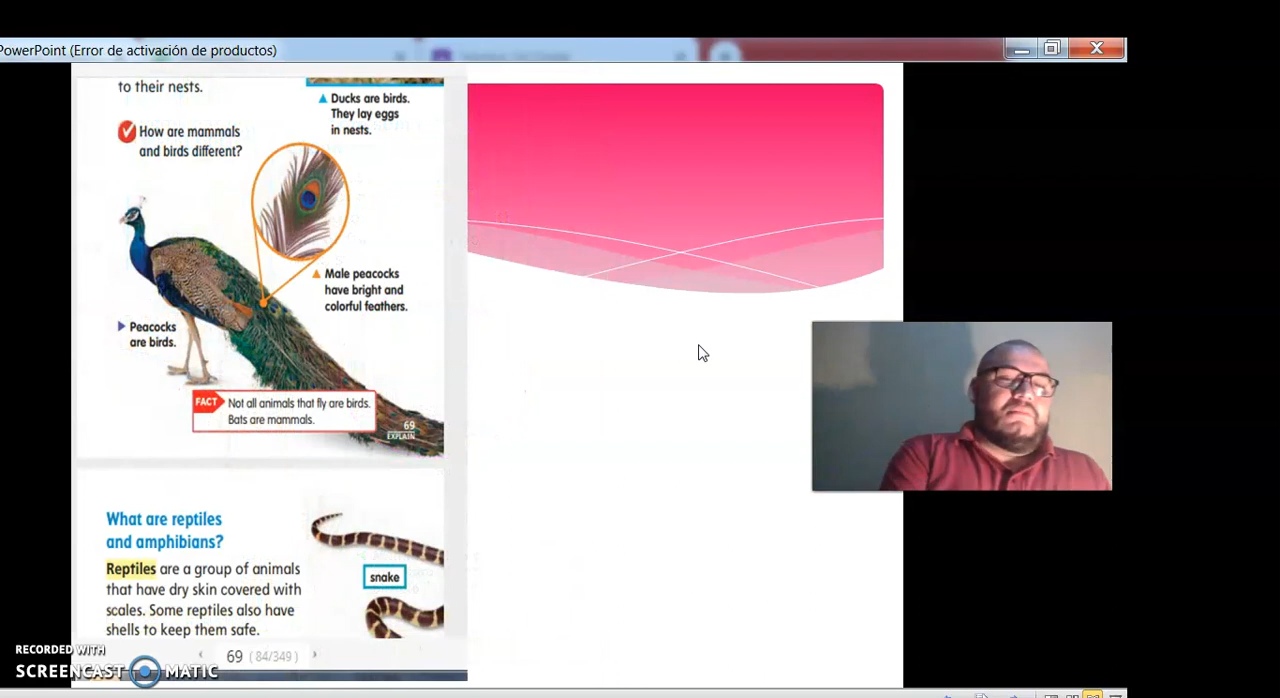 PowerPoint (Error de activación de productos)
to their nests.
Ducks are birds.
They lay eggs
in nests.
How are mammals
and birds different?
Male peacocks
have bright and
colorful feathers.
Peacocks
are birds.
FACT
Not all animals that fly are birds.
Bats are mammals.
69
EXPLAIN
What are reptiles
and amphibians?
Reptiles are a group of animals
that have dry skin covered with
scales. Some reptiles also have
shells to keep them safe.
snake
69 (84/349)
RECORDED WITH
SCREENCAST MATIC